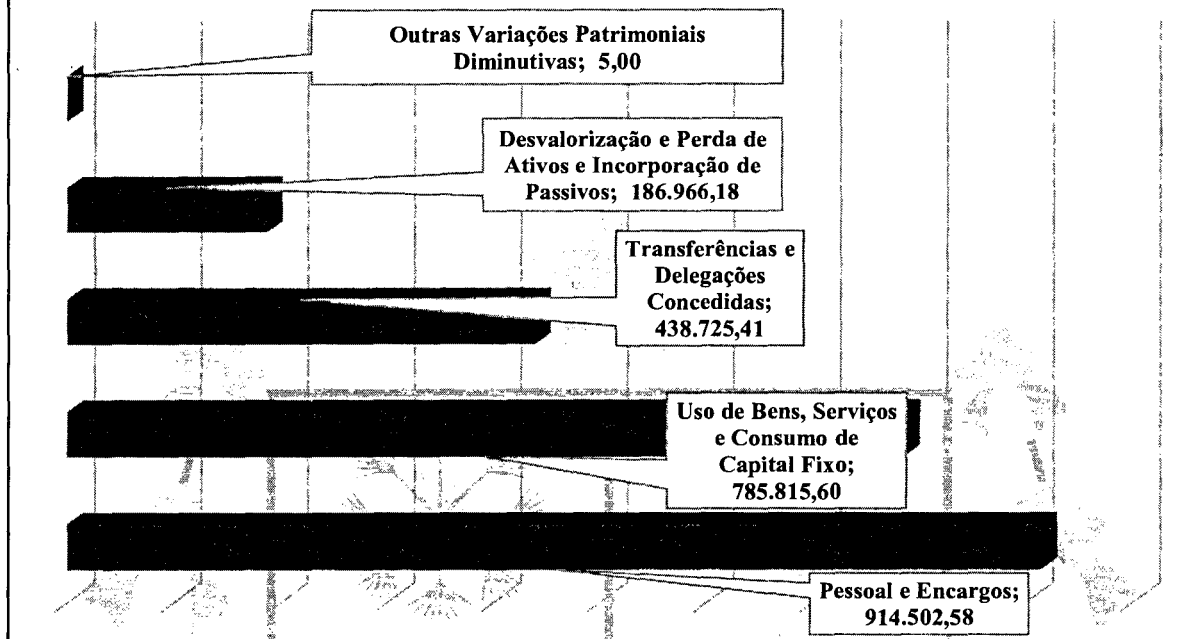 Outras Variações Patrimoniais
Diminutivas; 5,00
Desvalorização e Perda de
Ativos e Incorporação de
Passivos; 186.966,18
Transferências e
Delegações
Concedidas;
438.725,41
Uso de Bens, Serviços
e Consumo de
Capital Fixo;
785.815,60
Pessoal e Encargos;
914.502,58